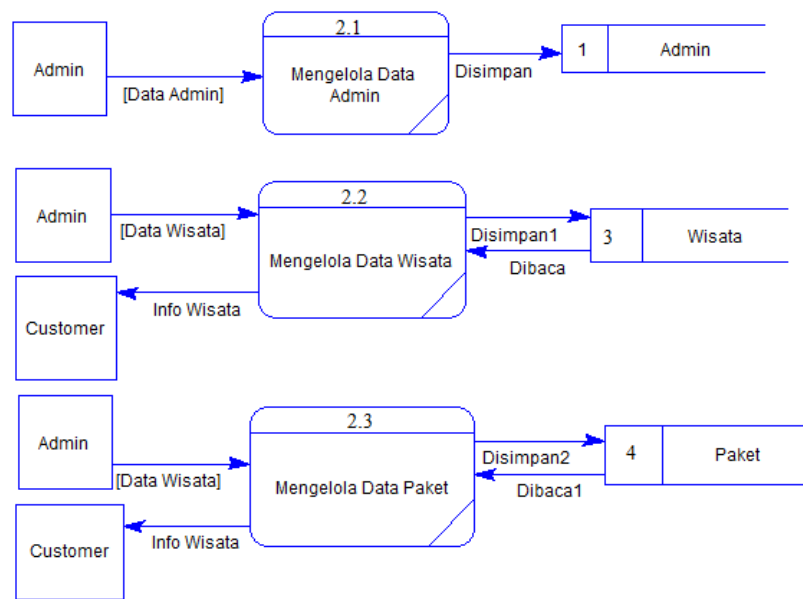 2.1
Admin
[Data Admin]
Mengelola Data
Admin
Disimpan
1
Admin
2.2
Admin
[Data Wisata]
Mengelola Data Wisata
Disimpan1
3
Wisata
Dibaca
Customer
Info Wisata
2.3
Admin
[Data Wisata]
Mengelola Data Paket
Disimpan2
4
Paket
Dibaca1
Customer
Info Wisata